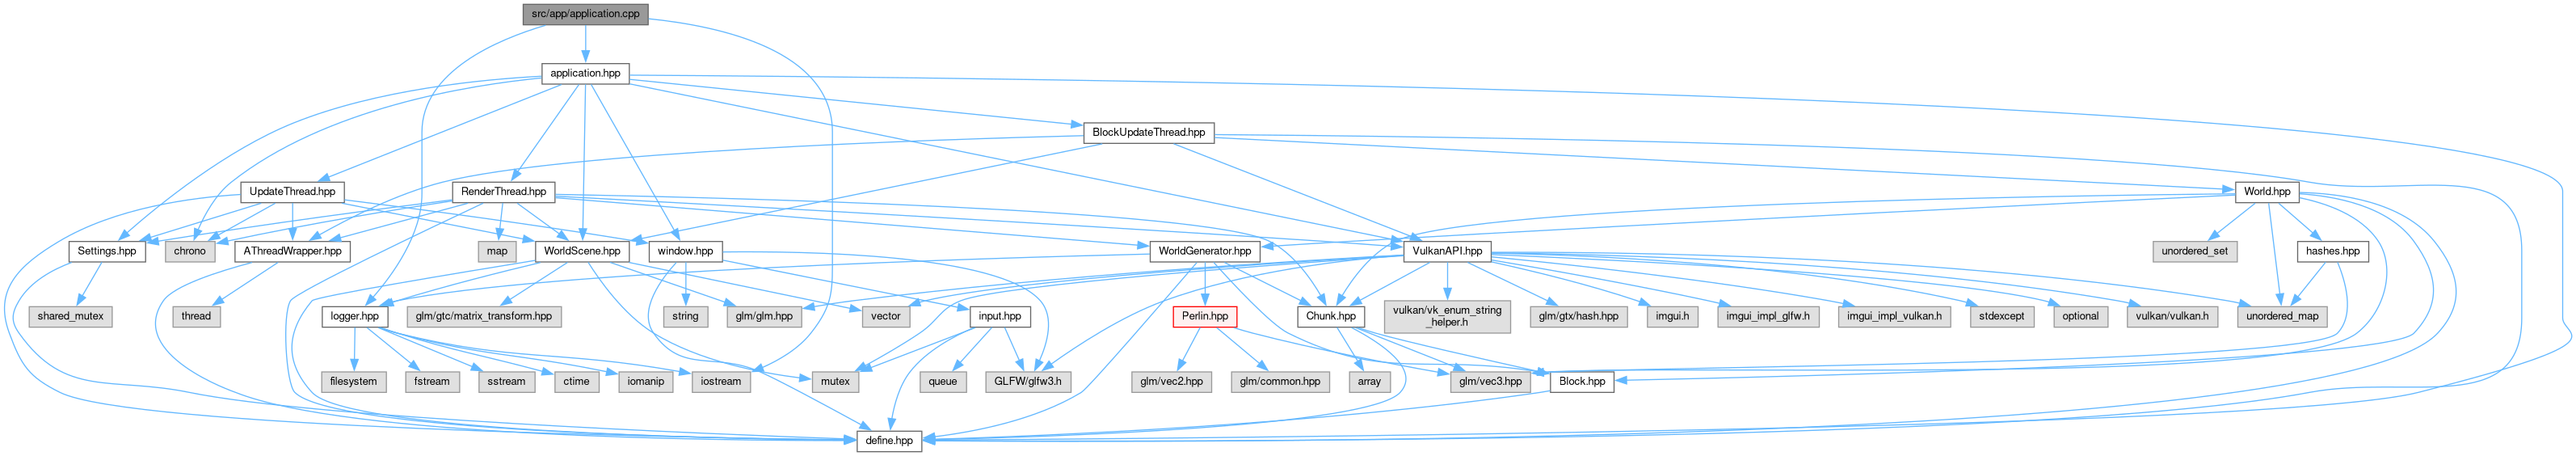 src/app/application.cpp
application.hpp
BlockUpdateThread.hpp
UpdateThread.hpp
RenderThread.hpp
World.hpp
Settings.hpp
chrono
AThreadWrapper.hpp
map
WorldScene.hpp
window.hpp
WorldGenerator.hpp
VulkanAPI.hpp
unordered_set
hashes.hpp
shared_mutex
thread
logger.hpp
glm/gtc/matrix_transform.hpp
string
glm/glm.hpp
vector
input.hpp
Perlin.hpp
Chunk.hpp
vulkan/vk_enum_string
_helper.h
glm/gtx/hash.hpp
imgui.h
imgui_impl_glfw.h
imgui_impl_vulkan.h
stdexcept
optional
vulkan/vulkan.h
unordered_map
filesystem
fstream
sstream
ctime
iomanip
iostream
mutex
queue
GLFW/glfw3.h
glm/vec2.hpp
glm/common.hpp
array
glm/vec3.hpp
Block.hpp
define.hpp